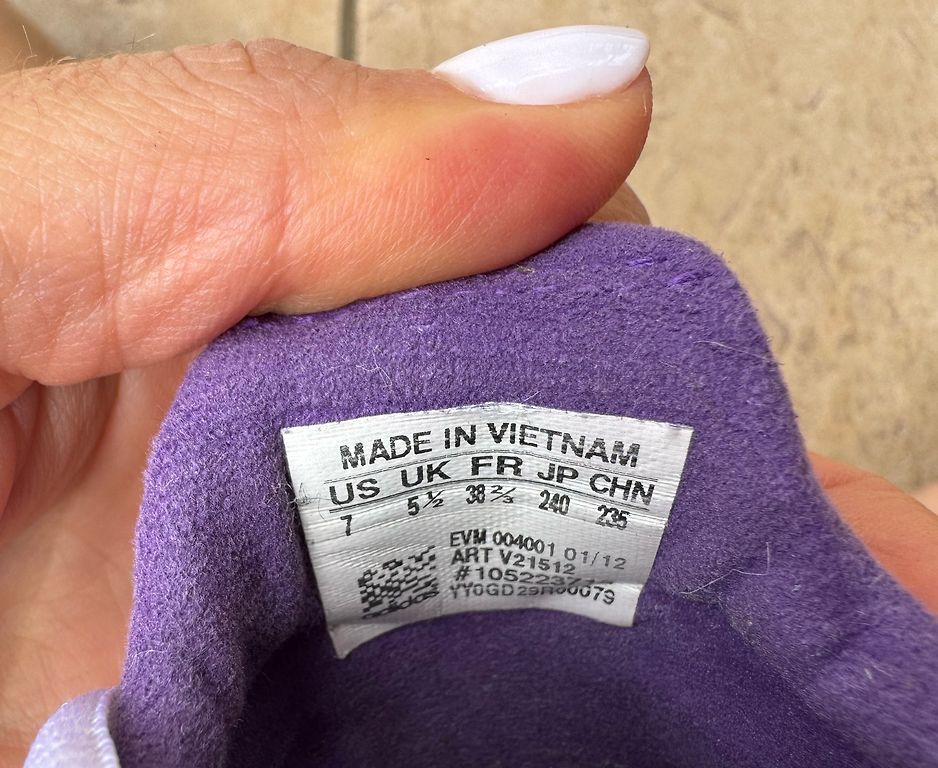 MADE IN VIETNAM
US UK FR JP CHN
7 5½ 38⅔ 240 235
EVM 004001 01/12
ART V21512